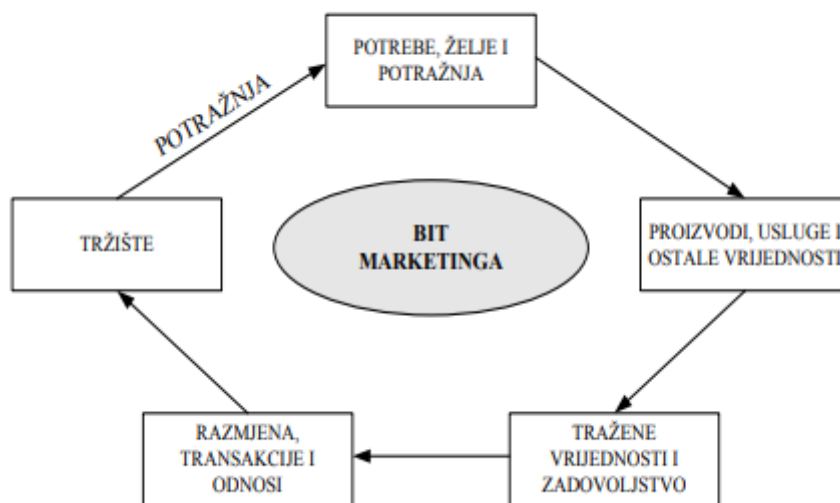 POTREBE, ŽELJE I
POTRAŽNJA
POTRAŽNJA
TRŽIŠTE
BIT
MARKETINGA
PROIZVODI, USLUGE I
OSTALE VRIJEDNOSTI
RAZMJENA,
TRANSAKCIJE I
ODNOSI
TRAŽENE
VRIJEDNOSTI I
ZADOVOLJSTVO